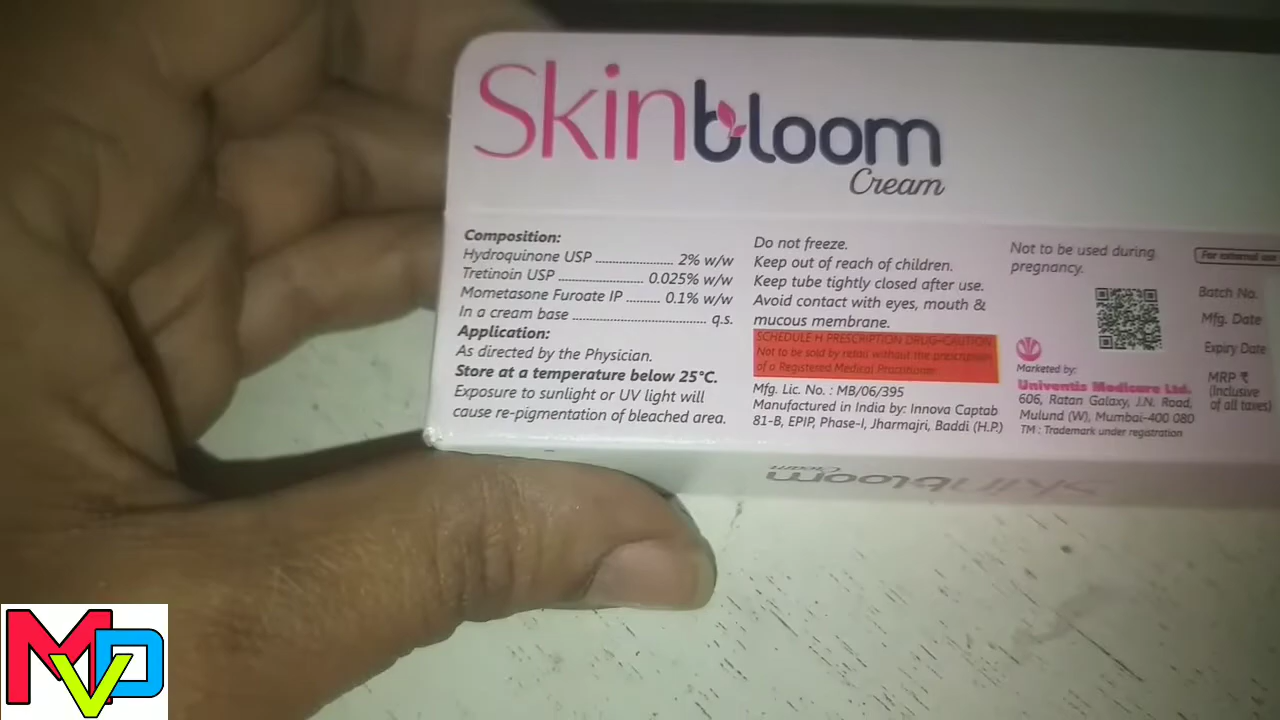 Skinbloom
Cream
Composition:
Hydroquinone USP ........................ 2% w/w
Tretinoin USP .......................... 0.025% w/w
Mometasone Furoate IP .......... 0.1% w/w
In a cream base ........................................ q.s.
Application:
As directed by the Physician.
Store at a temperature below 25°C.
Exposure to sunlight or UV light will
cause re-pigmentation of bleached area.
Do not freeze.
Keep out of reach of children.
Keep tube tightly closed after use.
Avoid contact with eyes, mouth &
mucous membrane.
SCHEDULE H PRESCRIPTION DRUG-CAUTION
Not to be sold by retail without the prescription
of a Registered Medical Practitioner
Mfg. Lic. No. : MB/06/395
Manufactured in India by: Innova Captab
81-B, EPIP, Phase-I, Jharmajri, Baddi (H.P.)
Not to be used during
pregnancy.
Marketed by:
Univentis Medicare Ltd.
606, Ratan Galaxy, J.N. Road,
Mulund (W), Mumbai-400 080
TM : Trademark under registration
For external use
Batch No.
Mfg. Date
Expiry Date
MRP ₹
(Inclusive
of all taxes)
Skinbloom
Cream
MVD